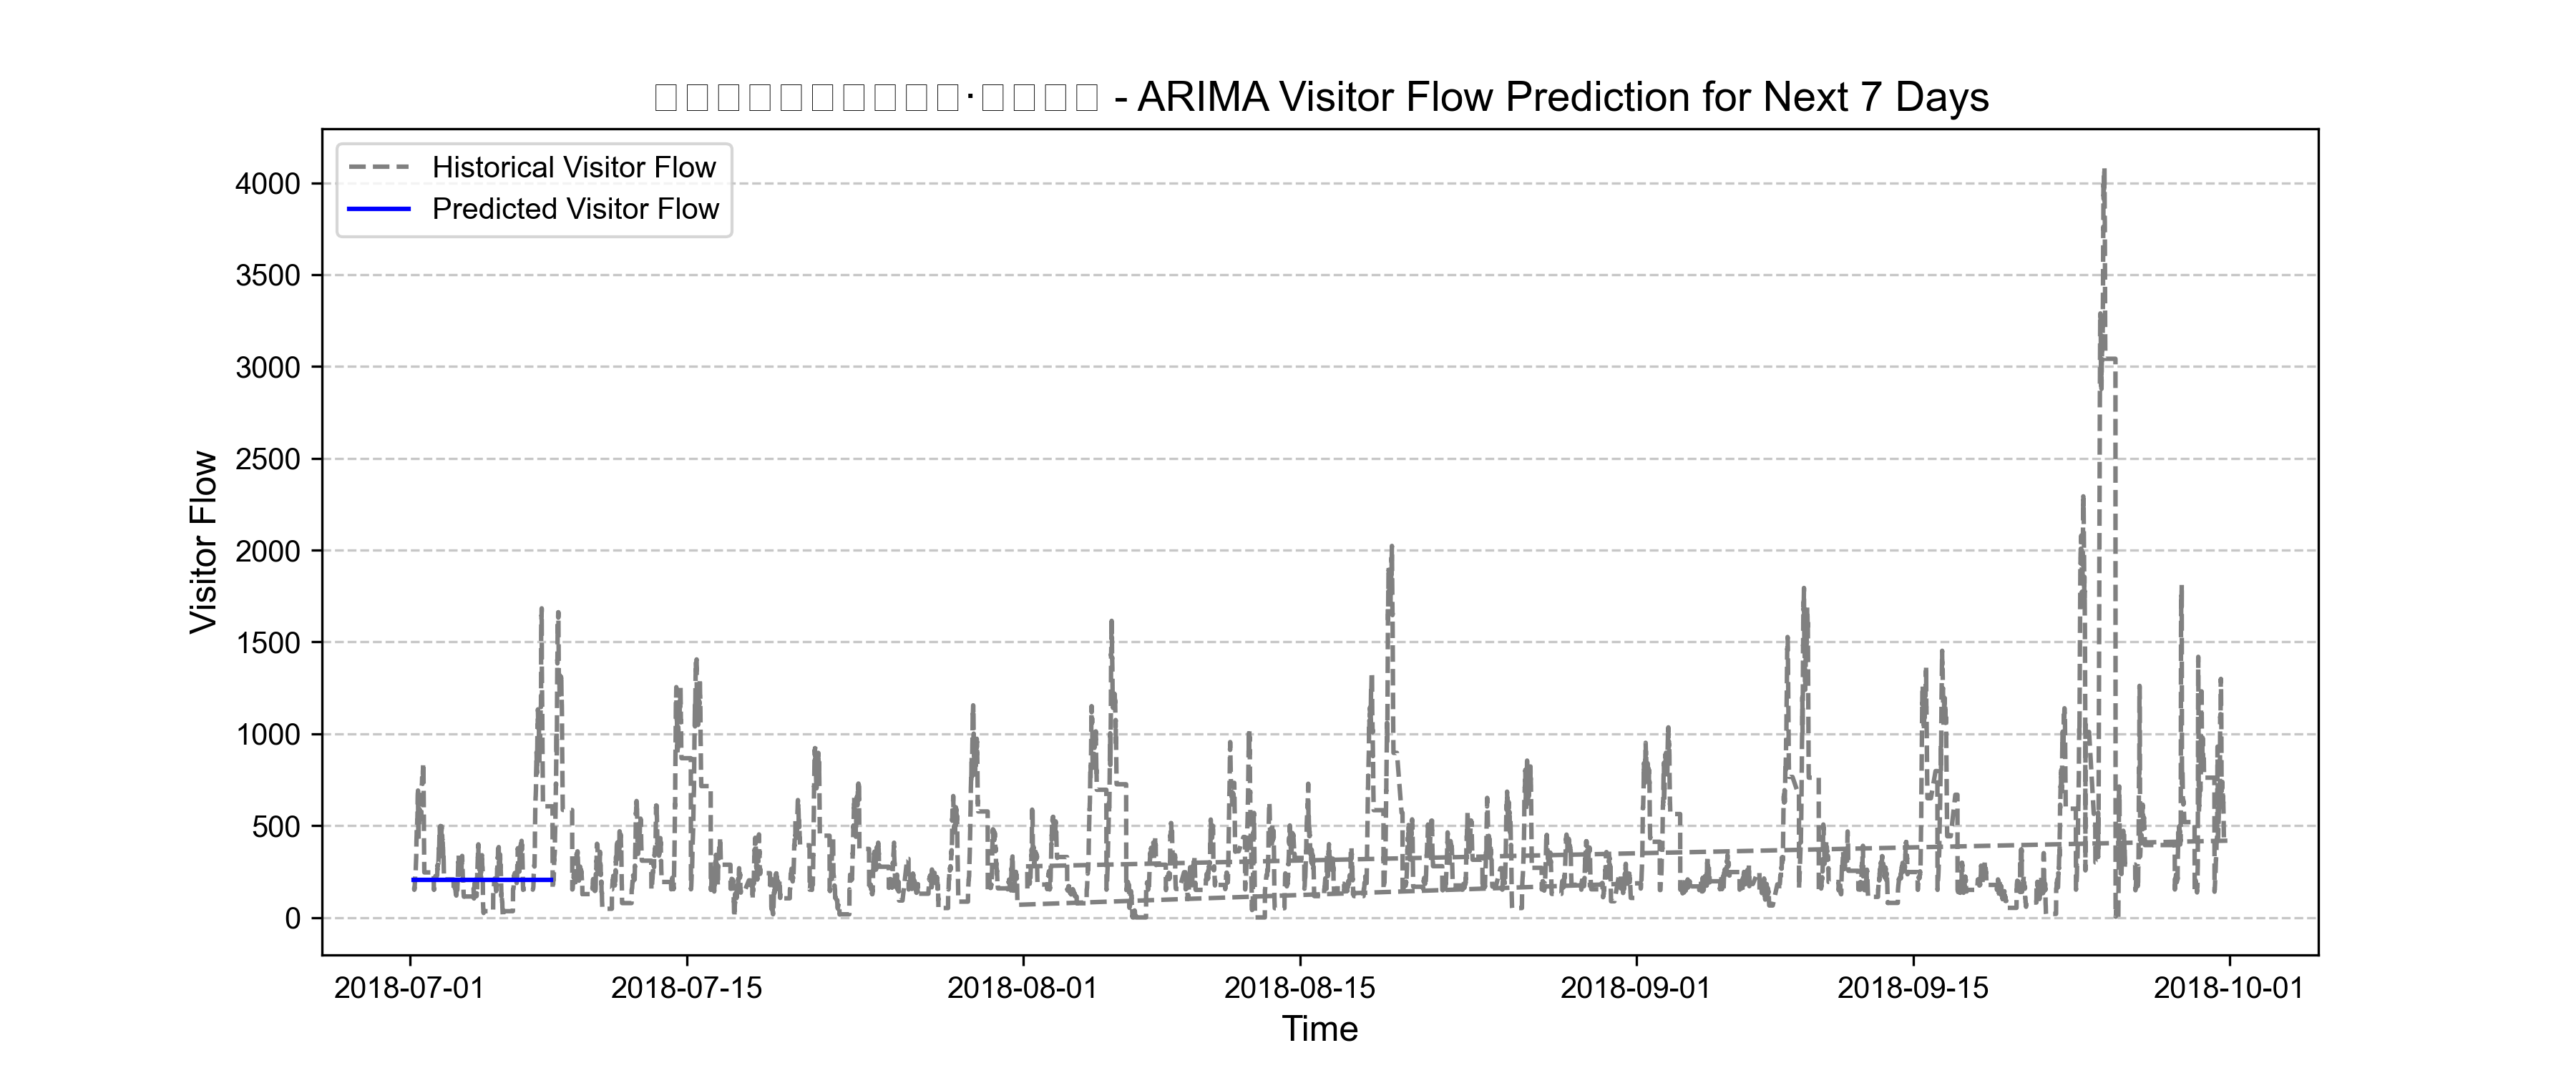 - ARIMA Visitor Flow Prediction for Next 7 Days
Historical Visitor Flow
Predicted Visitor Flow
Visitor Flow
4000
3500
3000
2500
2000
1500
1000
500
0
2018-07-01 2018-07-15 2018-08-01 2018-08-15 2018-09-01 2018-09-15 2018-10-01
Time